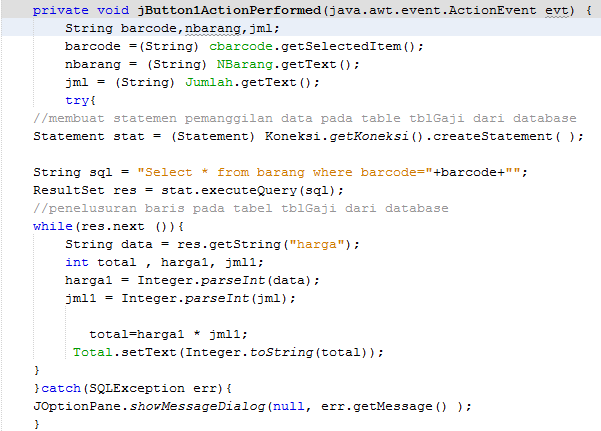 private void jButton1ActionPerformed(java.awt.event.ActionEvent evt) {
String barcode,nbarang,jml;
barcode =(String) cbarcode.getSelectedItem();
nbarang = (String) NBarang.getText();
jml = (String) Jumlah.getText();
try{
//membuat statemen pemanggilan data pada table tblGaji dari database
Statement stat = (Statement) Koneksi.getKoneksi().createStatement( );
String sql = "Select * from barang where barcode="+barcode+"";
ResultSet res = stat.executeQuery(sql);
//penelusuran baris pada tabel tblGaji dari database
while(res.next ()){
String data = res.getString("harga");
int total , harga1, jml1;
harga1 = Integer.parseInt(data);
jml1 = Integer.parseInt(jml);
total=harga1 * jml1;
Total.setText(Integer.toString(total));
}
}catch(SQLException err){
JOptionPane.showMessageDialog(null, err.getMessage() );
}